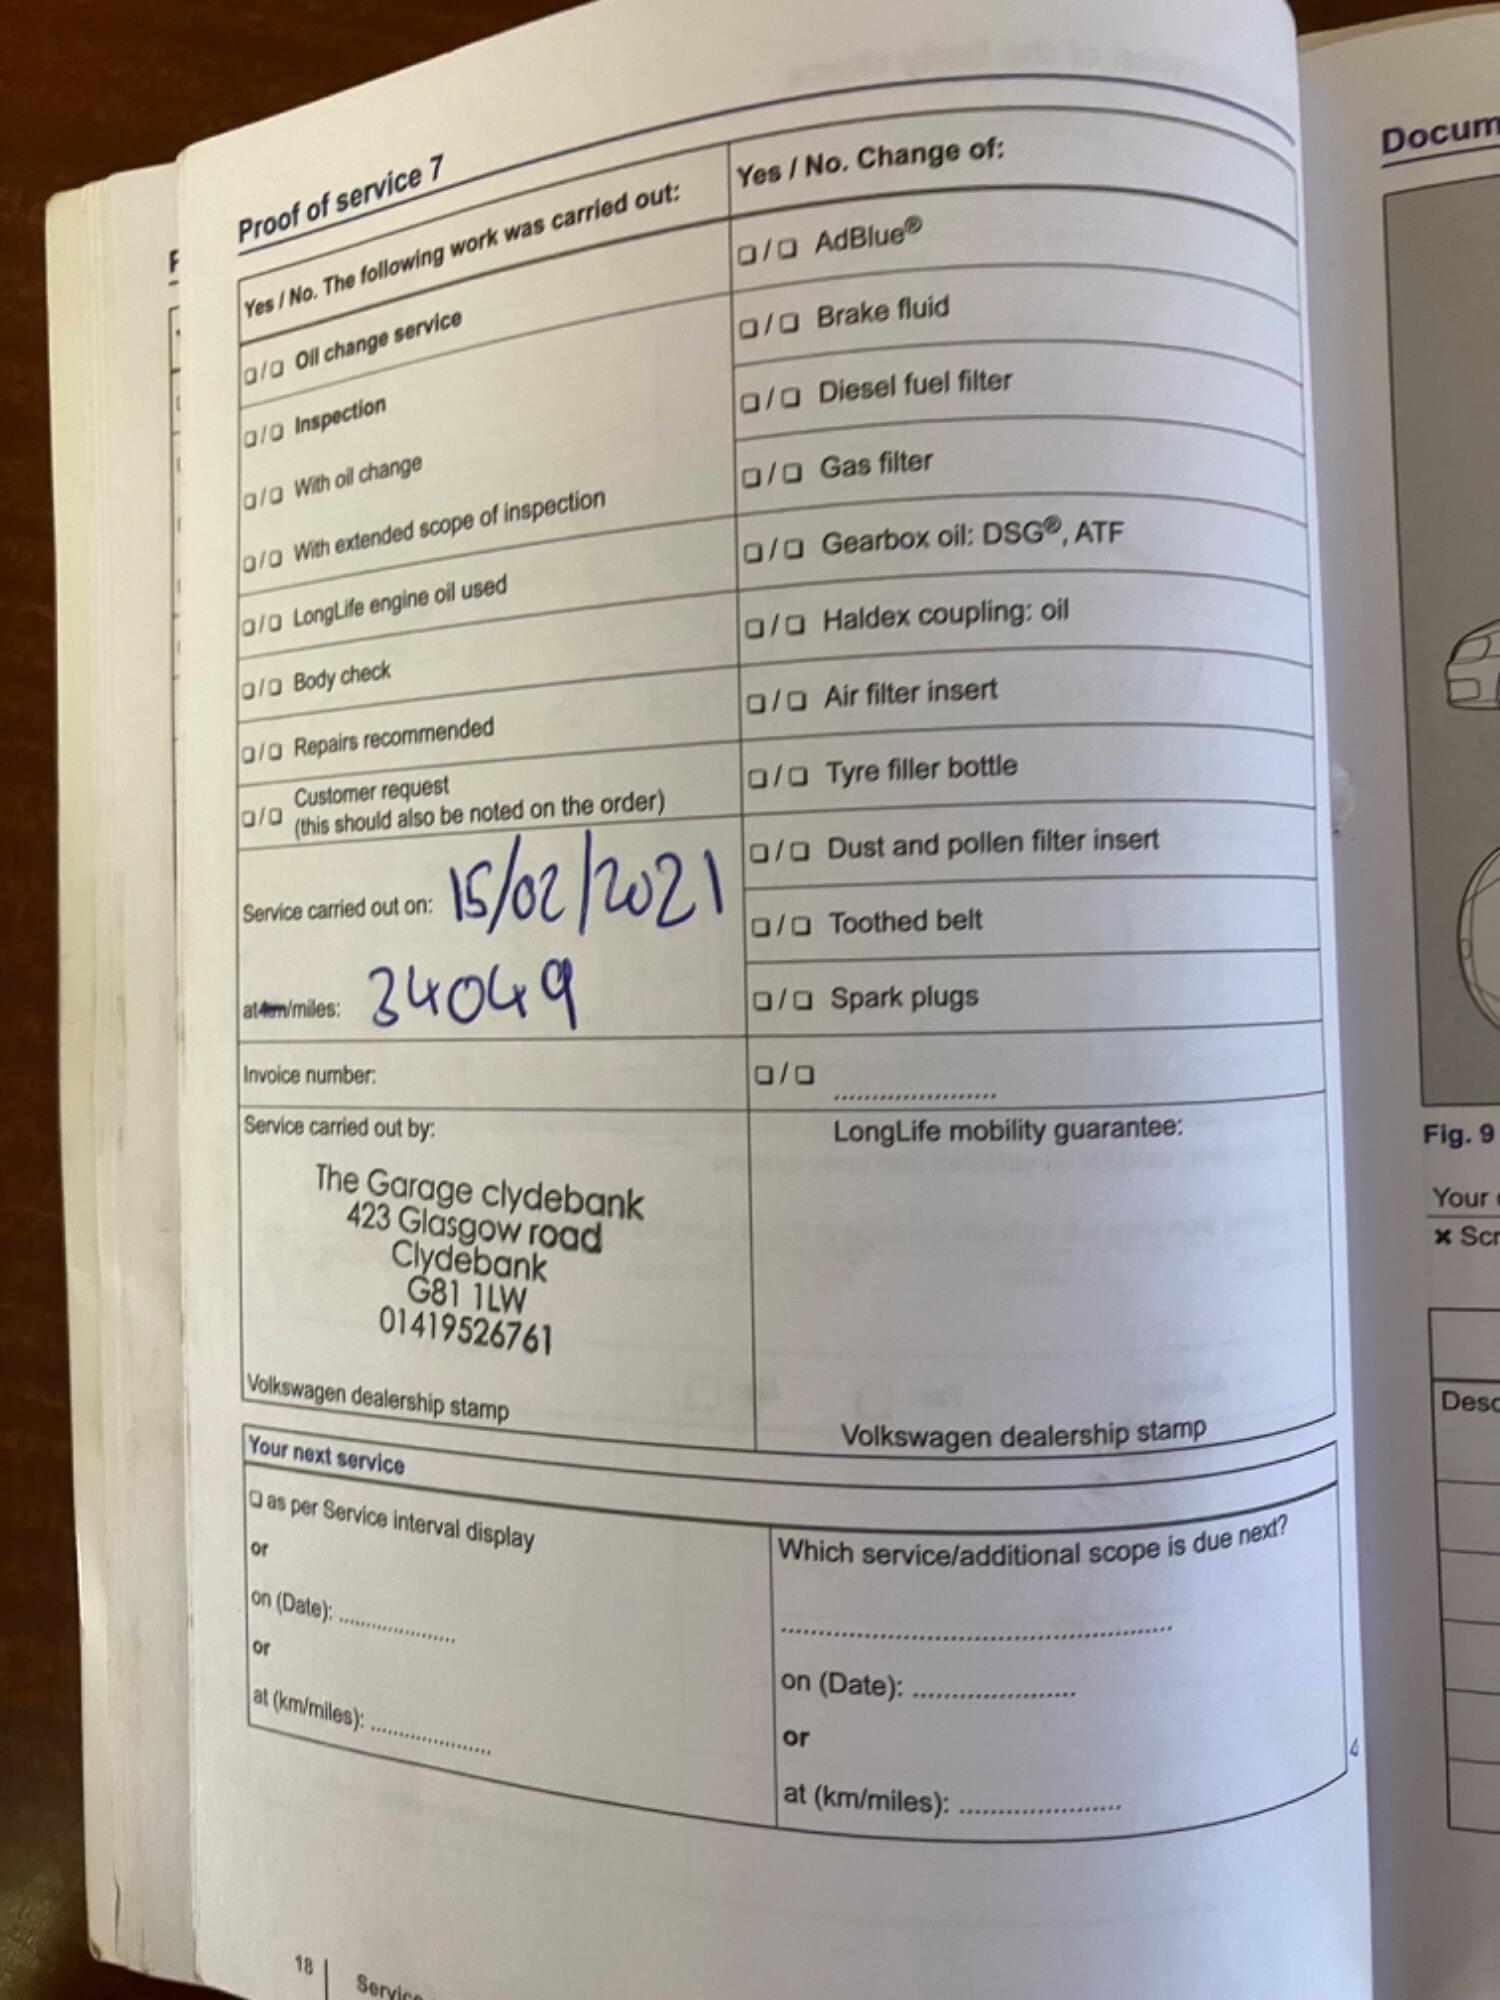 Proof of service 7
Yes / No. The following work was carried out:
❑/❑ Oil change service
❑/❑ Inspection
❑/❑ With oil change
❑/❑ With extended scope of inspection
❑/❑ LongLife engine oil used
❑/❑ Body check
❑/❑ Repairs recommended
❑/❑ Customer request
(this should also be noted on the order)
Service carried out on: 15/02/2021
at km/miles: 34049
Invoice number:
Service carried out by:
The Garage clydebank
423 Glasgow road
Clydebank
G81 1LW
01419526761
Volkswagen dealership stamp
Yes / No. Change of:
❑/❑ AdBlue®
❑/❑ Brake fluid
❑/❑ Diesel fuel filter
❑/❑ Gas filter
❑/❑ Gearbox oil: DSG®, ATF
❑/❑ Haldex coupling: oil
❑/❑ Air filter insert
❑/❑ Tyre filler bottle
❑/❑ Dust and pollen filter insert
❑/❑ Toothed belt
❑/❑ Spark plugs
❑/❑ ......................
LongLife mobility guarantee:
Volkswagen dealership stamp
Your next service
❑ as per Service interval display
or
on (Date): ......................
or
at (km/miles): ......................
Which service/additional scope is due next?
......................................................
on (Date): ......................
or
at (km/miles): ......................
18
Service
Docum
Fig. 9
Your
× Scr
Desc